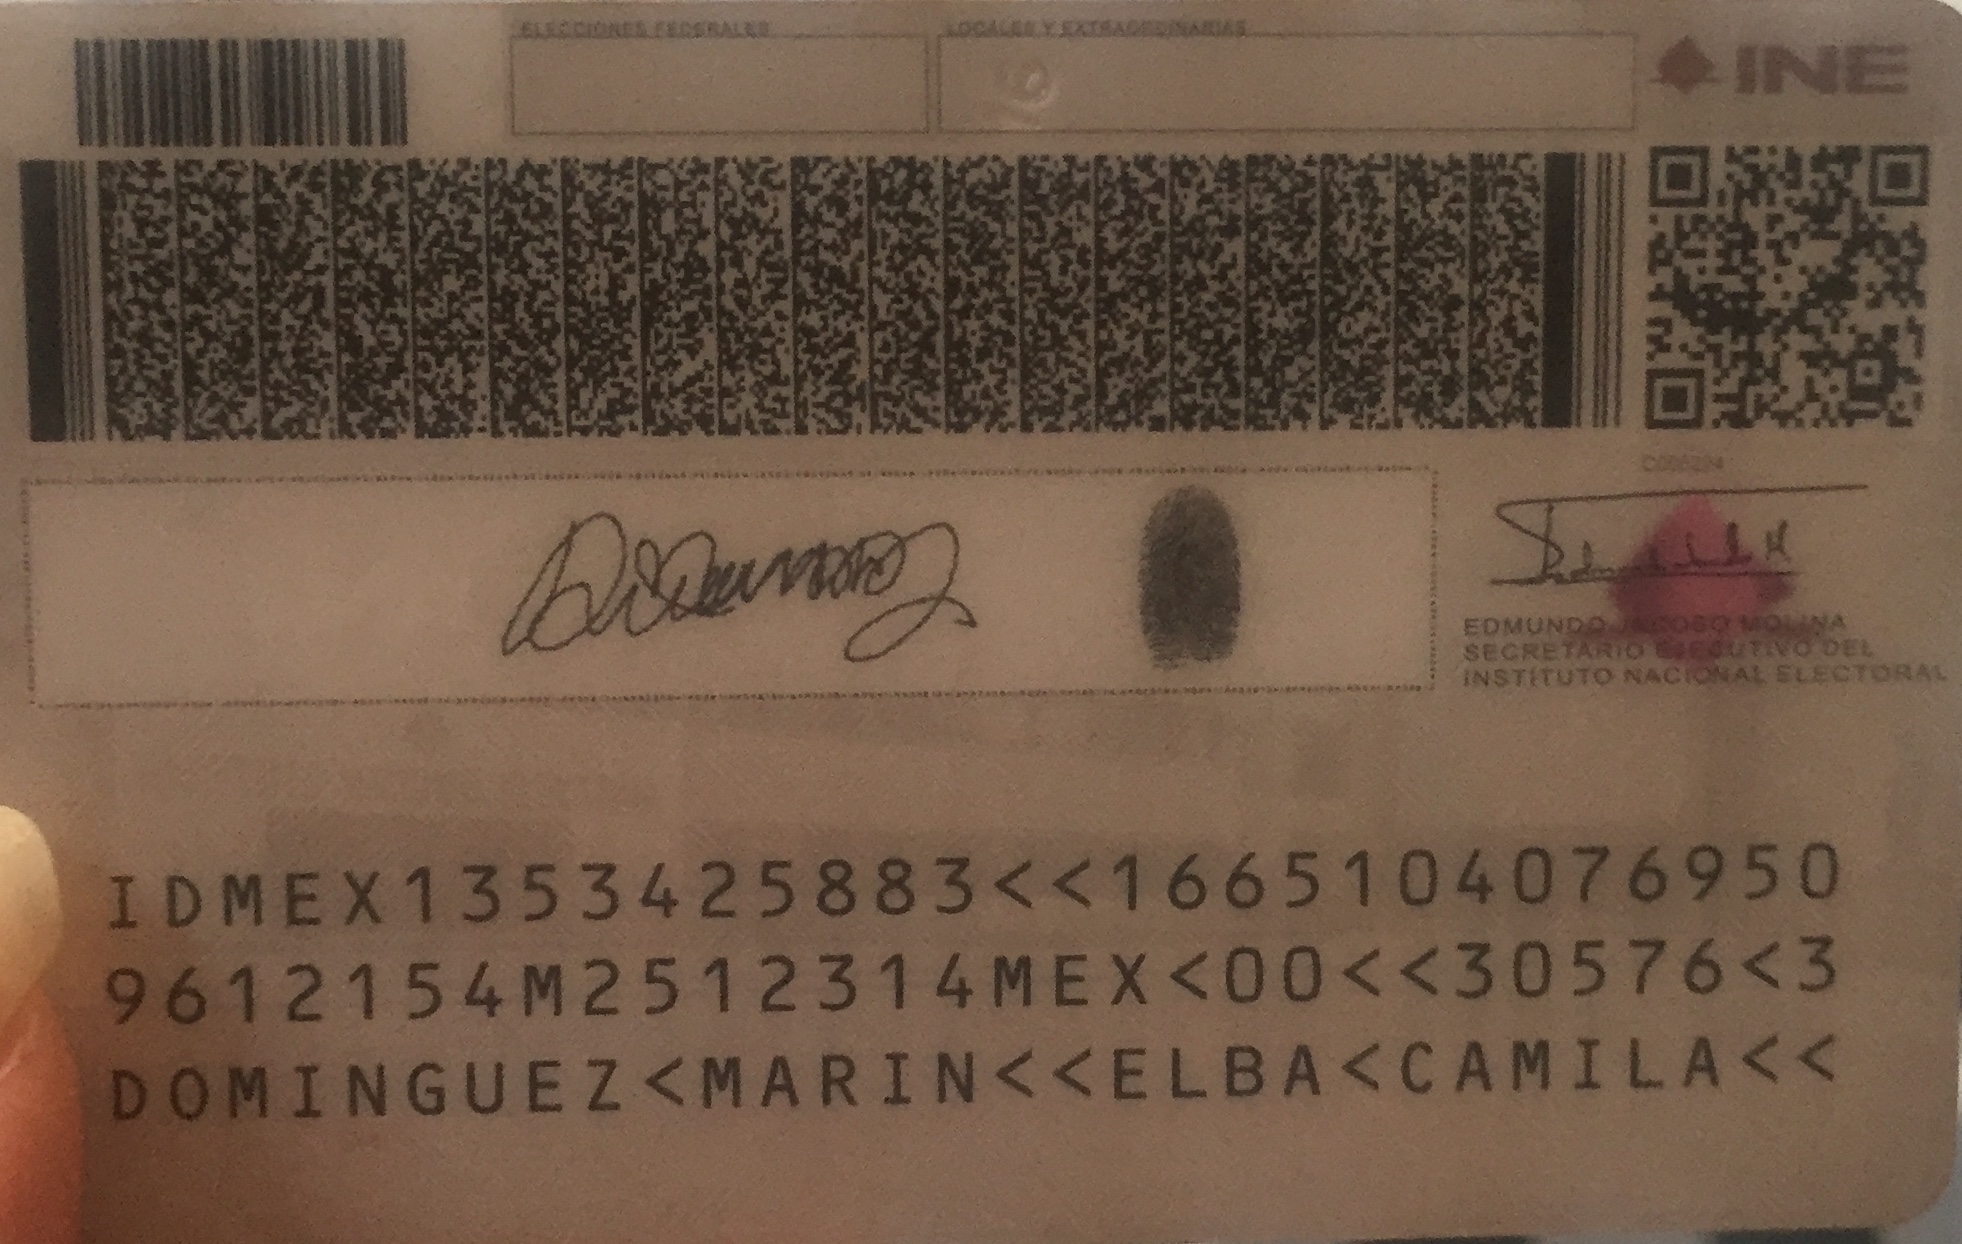 ELECCIONES FEDERALES
LOCALES Y EXTRAORDINARIAS
INE
EDMUNDO JACOBO MOLINA
SECRETARIO EJECUTIVO DEL
INSTITUTO NACIONAL ELECTORAL
IDMEX1353425883<<1665104076950
9612154M2512314MEX<00<<30576<3
DOMINGUEZ<MARIN<<ELBA<CAMILA<<